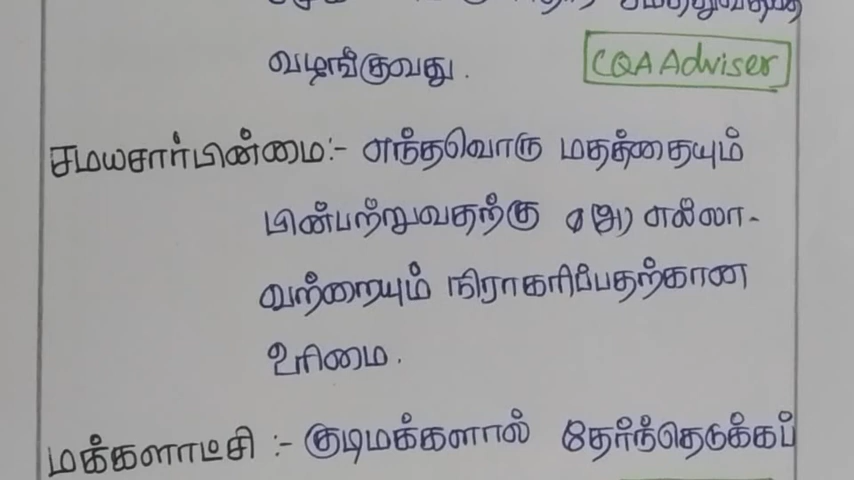 வழங்குவது.
CQA Adviser
சமயசார்பின்மை:- எந்தவொரு மதத்தையும்
பின்பற்றுவதற்கு (அ) எல்லா-
வற்றையும் நிராகரிப்பதற்கான
உரிமை.
மக்களாட்சி :- குடிமக்களால் தேர்ந்தெடுக்கப்